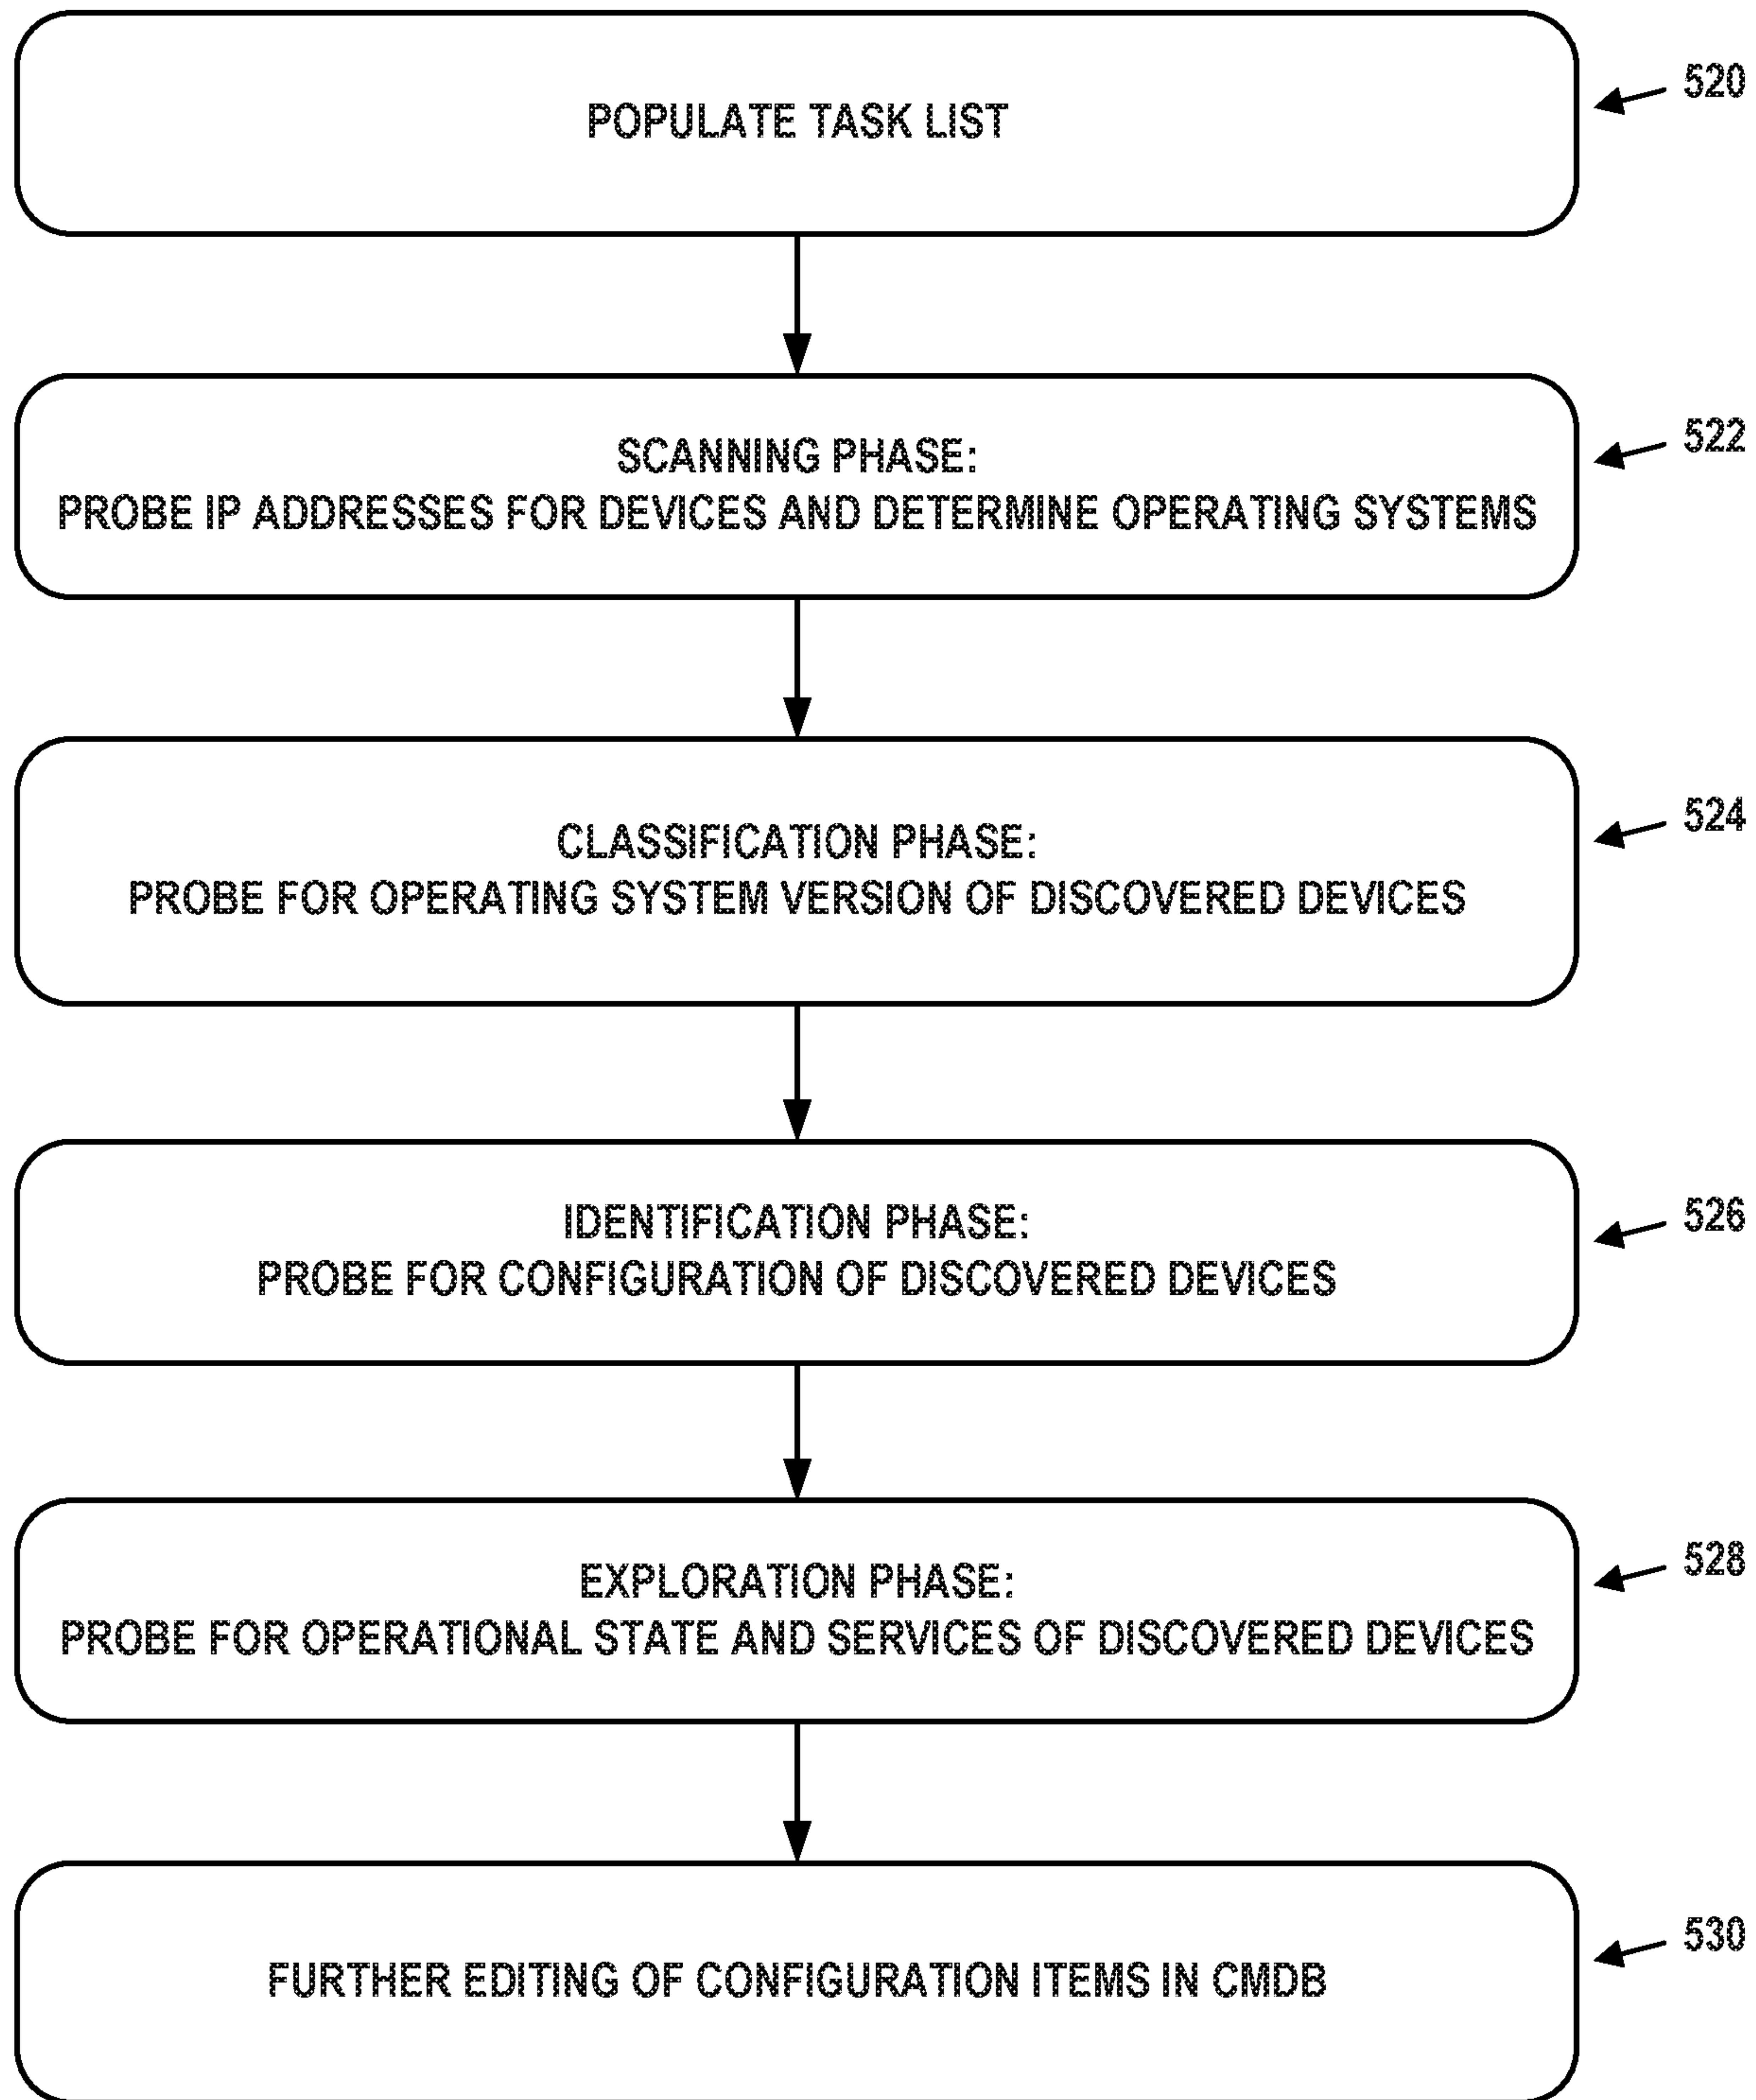 POPULATE TASK LIST
520
SCANNING PHASE:
PROBE IP ADDRESSES FOR DEVICES AND DETERMINE OPERATING SYSTEMS
522
CLASSIFICATION PHASE:
PROBE FOR OPERATING SYSTEM VERSION OF DISCOVERED DEVICES
524
IDENTIFICATION PHASE:
PROBE FOR CONFIGURATION OF DISCOVERED DEVICES
526
EXPLORATION PHASE:
PROBE FOR OPERATIONAL STATE AND SERVICES OF DISCOVERED DEVICES
528
FURTHER EDITING OF CONFIGURATION ITEMS IN CMDB
530